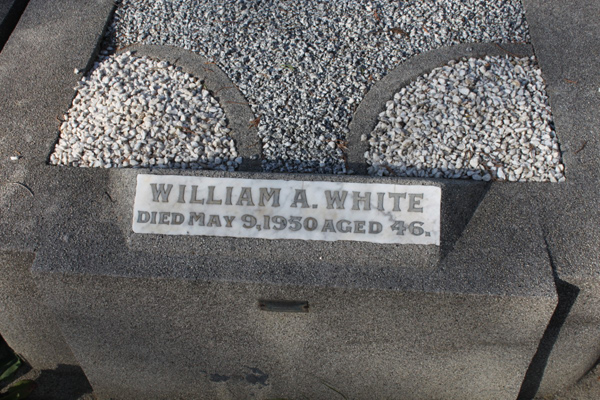 WILLIAM A. WHITE
DIED MAY 9, 1950 AGED 46.